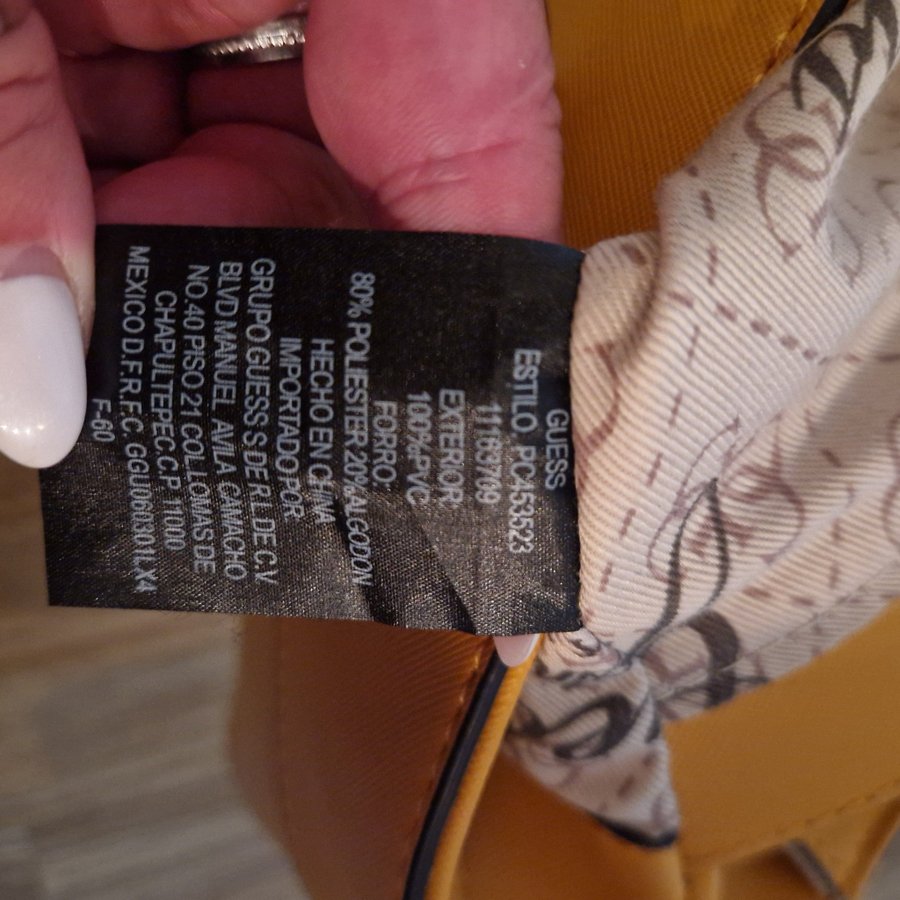 GUESS
ESTILO PC453523
11163709
EXTERIOR:
100%PVC
FORRO:
80% POLIESTER 20% ALGODON
HECHO EN CHINA
IMPORTADO POR
GRUPO GUESS S DE R.L DE C.V
BLVD MANUEL AVILA CAMACHO
NO.40 PISO 21 COL LOMAS DE
CHAPULTEPEC C.P 11000
MEXICO D.F.R.F.C
F-60